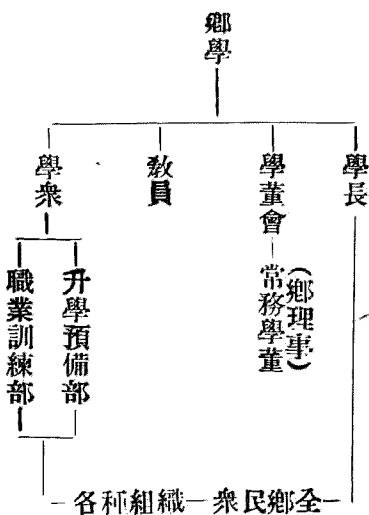 鄉學
學長
學董會
常務學董
(鄉理事)
教員
學衆
升學預備部
職業訓練部
全鄉民衆
各種組織